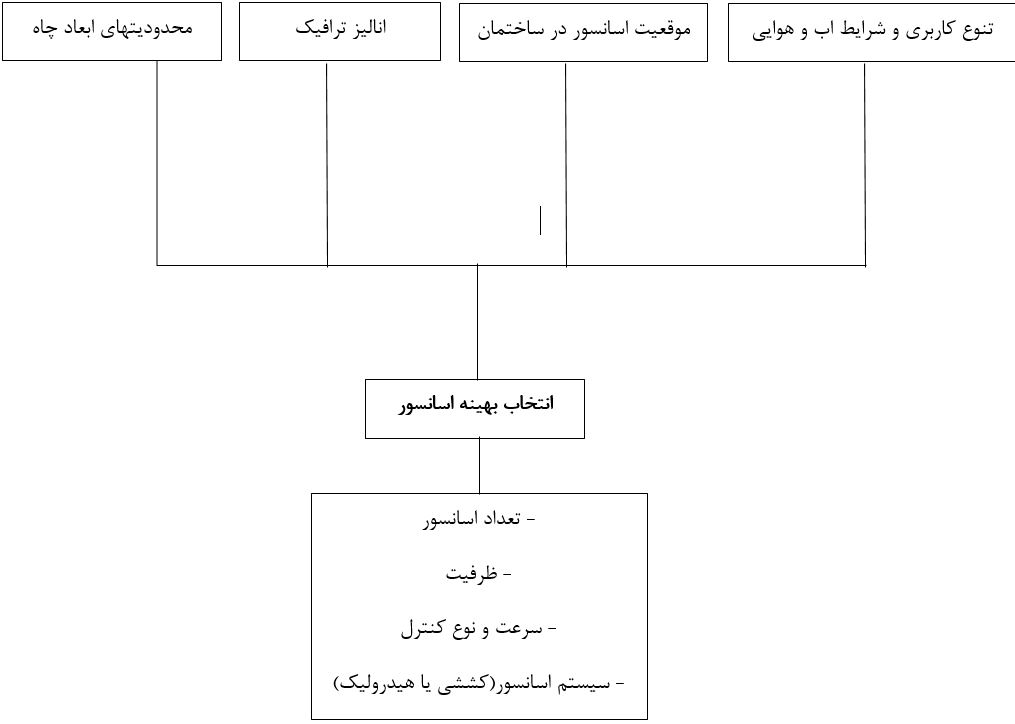 تنوع کاربری و شرایط اب و هوایی
موقعیت اسانسور در ساختمان
انالیز ترافیک
محدودیتهای ابعاد چاه
انتخاب بهینه اسانسور
- تعداد اسانسور
- ظرفیت
- سرعت و نوع کنترل
- سیستم اسانسور(کششی یا هیدرولیک)